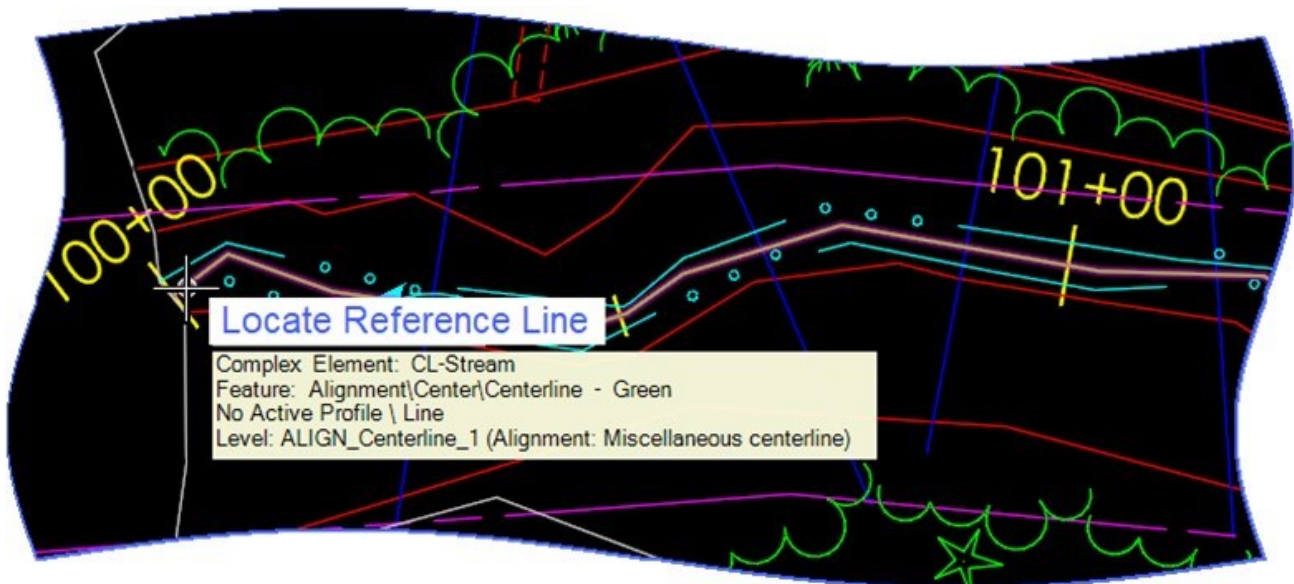 100+00
101+00
Locate Reference Line
Complex Element: CL-Stream
Feature: Alignment\Center\Centerline - Green
No Active Profile \ Line
Level: ALIGN_Centerline_1 (Alignment: Miscellaneous centerline)